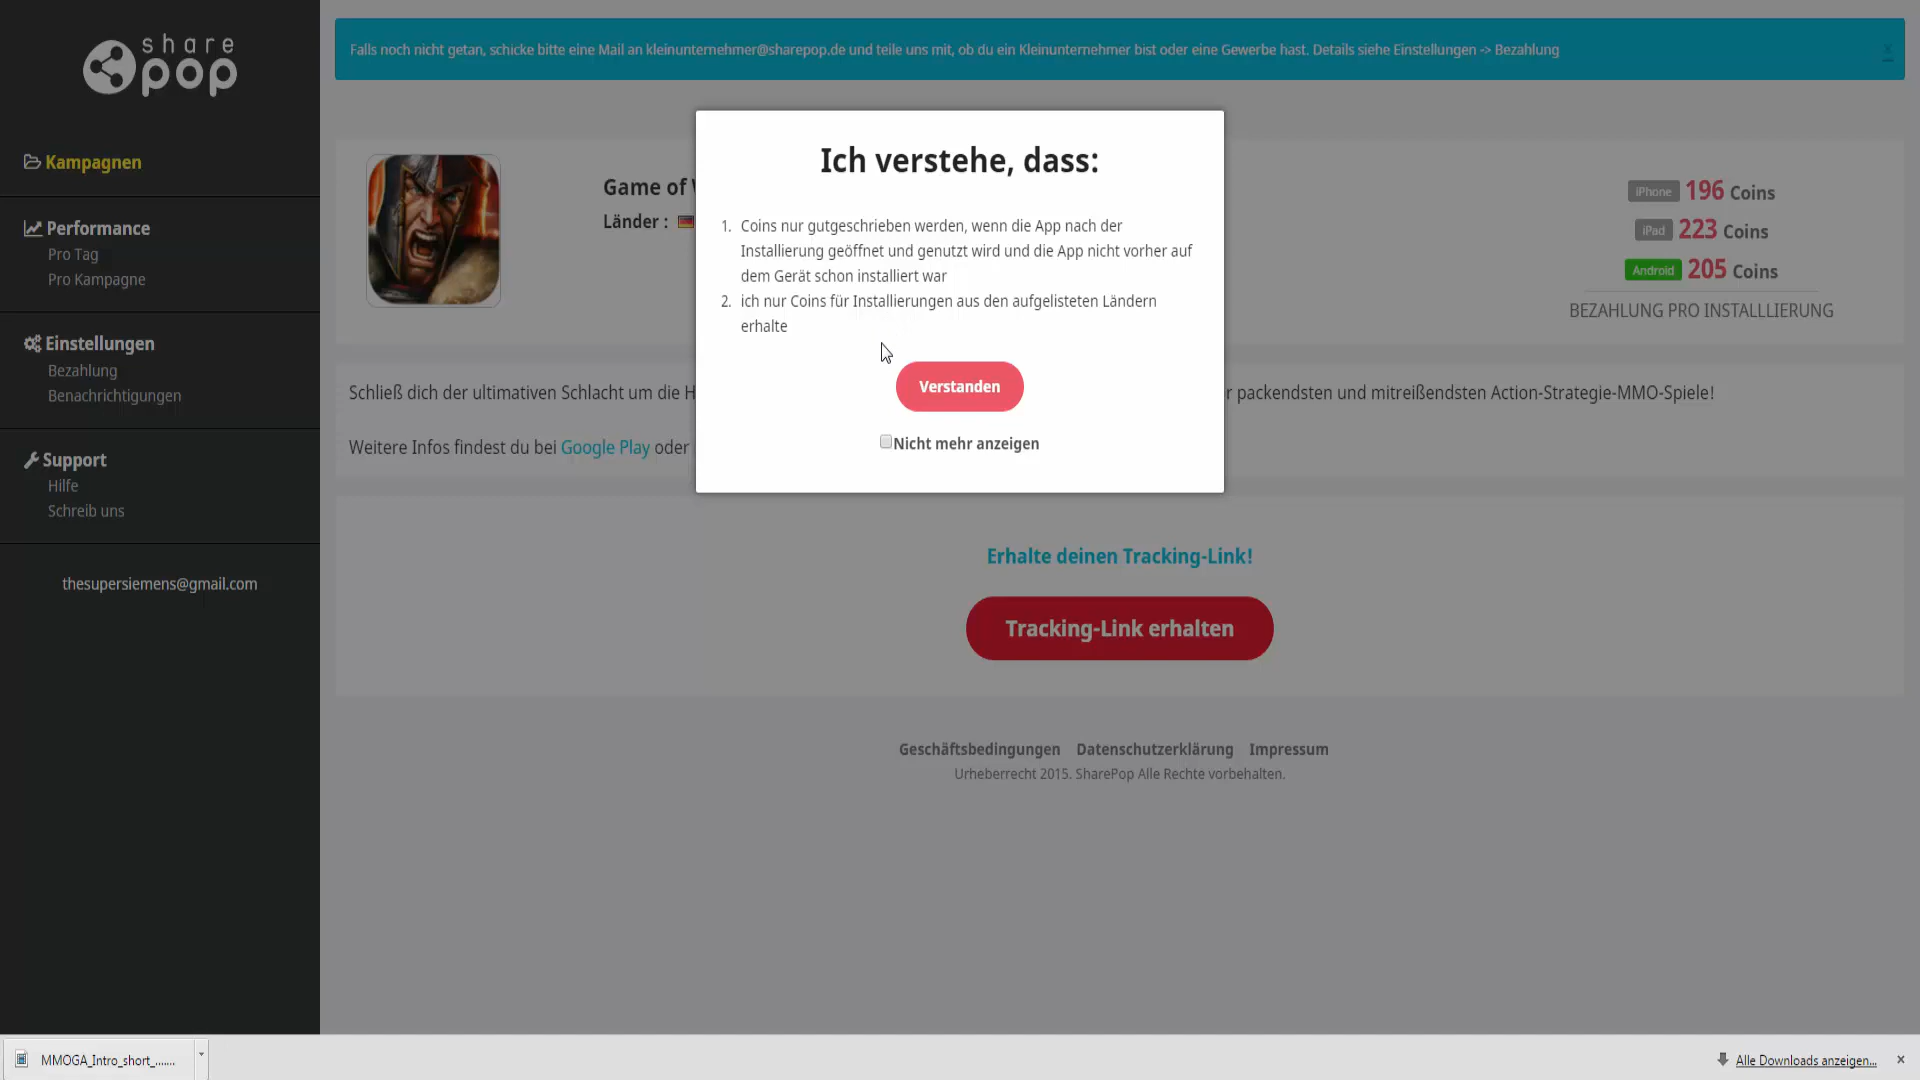 share
pop
Kampagnen
Performance
Pro Tag
Pro Kampagne
Einstellungen
Bezahlung
Benachrichtigungen
Support
Hilfe
Schreib uns
thesupersiemens@gmail.com
Falls noch nicht getan, schicke bitte eine Mail an kleinunternehmer@sharepop.de und teile uns mit, ob du ein Kleinunternehmer bist oder eine Gewerbe hast. Details siehe Einstellungen -> Bezahlung
Game of
Länder :
iPhone 196 Coins
iPad 223 Coins
Android 205 Coins
BEZAHLUNG PRO INSTALLLIERUNG
Ich verstehe, dass:
1. Coins nur gutgeschrieben werden, wenn die App nach der
Installierung geöffnet und genutzt wird und die App nicht vorher auf
dem Gerät schon installiert war
2. ich nur Coins für Installierungen aus den aufgelisteten Ländern
erhalte
Verstanden
Nicht mehr anzeigen
Schließ dich der ultimativen Schlacht um die H
r packendsten und mitreißendsten Action-Strategie-MMO-Spiele!
Weitere Infos findest du bei Google Play oder
Erhalte deinen Tracking-Link!
Tracking-Link erhalten
Geschäftsbedingungen Datenschutzerklärung Impressum
Urheberrecht 2015. SharePop Alle Rechte vorbehalten.
MMOGA_Intro_short_.......
Alle Downloads anzeigen...